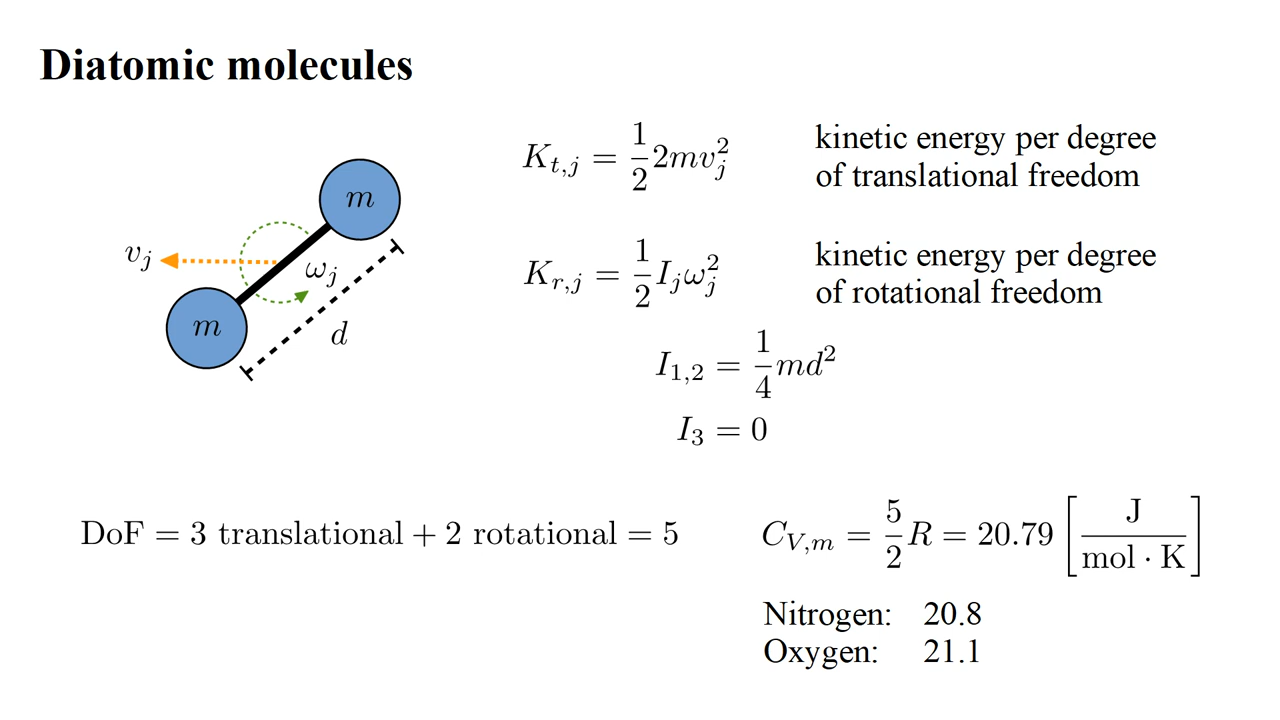 Diatomic molecules
m
m
v_j
ω_j
d
K_{t,j} = \frac{1}{2} 2mv_j^2
kinetic energy per degree
of translational freedom
K_{r,j} = \frac{1}{2} I_j ω_j^2
kinetic energy per degree
of rotational freedom
I_{1,2} = \frac{1}{4} md^2
I_3 = 0
DoF = 3 translational + 2 rotational = 5
C_{V,m} = \frac{5}{2} R = 20.79 [\frac{J}{mol · K}]
Nitrogen: 20.8
Oxygen: 21.1